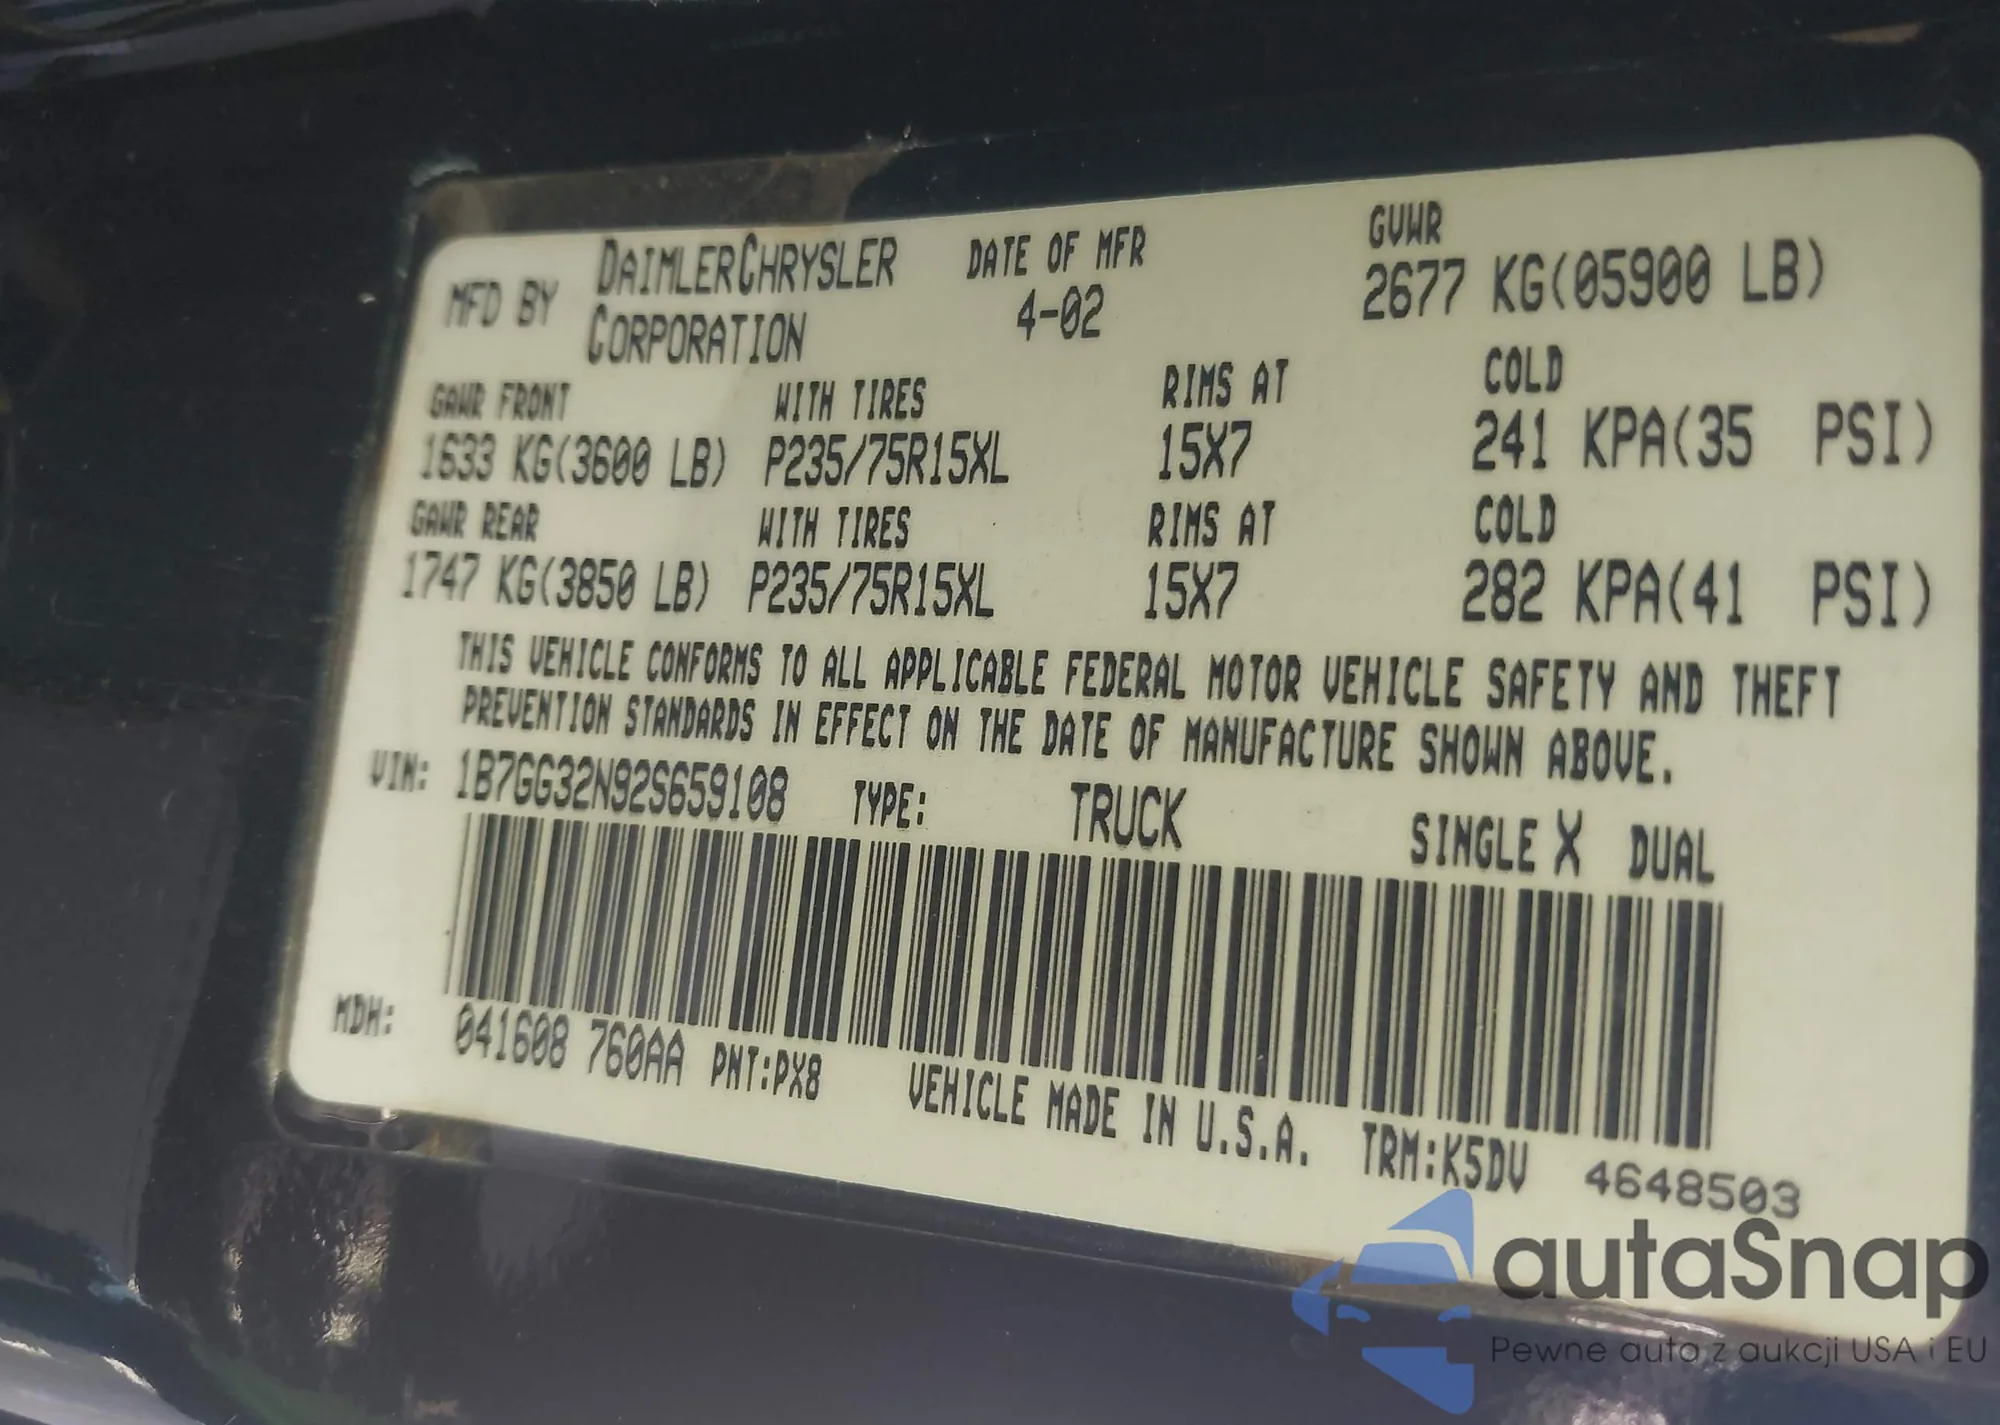 MFD BY DAIMLERCHRYSLER CORPORATION DATE OF MFR 4-02 GVWR 2677 KG(05900 LB)
GAWR FRONT WITH TIRES RIMS AT COLD
1633 KG(3600 LB) P235/75R15XL 15X7 241 KPA(35 PSI)
GAWR REAR WITH TIRES RIMS AT COLD
1747 KG(3850 LB) P235/75R15XL 15X7 282 KPA(41 PSI)
THIS VEHICLE CONFORMS TO ALL APPLICABLE FEDERAL MOTOR VEHICLE SAFETY AND THEFT
PREVENTION STANDARDS IN EFFECT ON THE DATE OF MANUFACTURE SHOWN ABOVE.
VIN: 1B7GG32N92S659108 TYPE: TRUCK SINGLE X DUAL
MDH: 041608 760AA PNT:PX8 VEHICLE MADE IN U.S.A. TRM:K5DV 4648503
autaSnap
Pewne auto z aukcji USA i EU